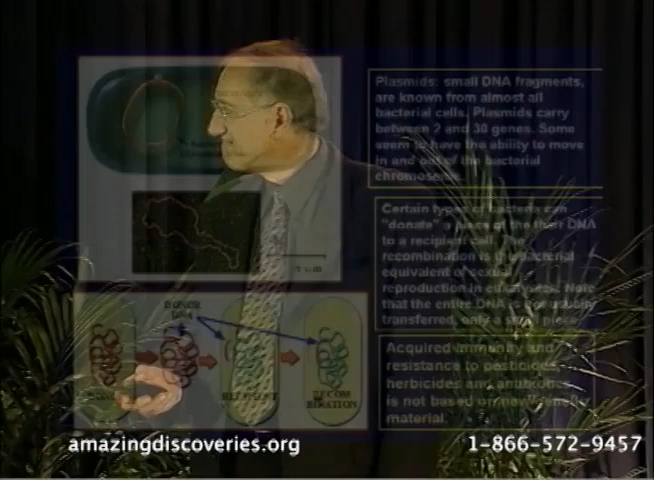 Plasmids: small DNA fragments,
are known from almost all
bacterial cells. Plasmids carry
between 2 and 30 genes. Some
seem to have the ability to move
in and out of the bacterial
chromosome.
Certain types of bacteria can
"donate" a piece of the their DNA
to a recipient cell.
recombination is the bacterial
equivalent of sexual
reproduction in eukaryotes. Note
that the entire DNA is not usually
transferred, only a small piece.
DONOR
DNA
RECIPIENT
RECOM
BINATION
Acquired immunity and
resistance to pesticides,
herbicides and antibiotics
is not based on new genetic
material.
amazingdiscoveries.org
1-866-572-9457